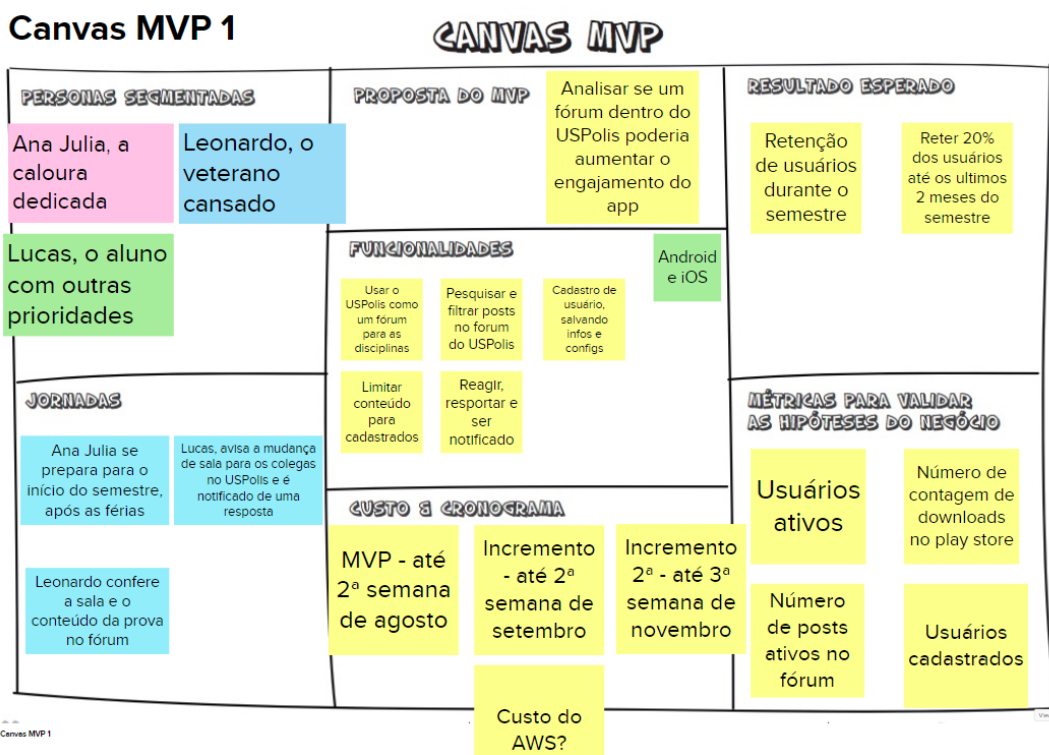 Canvas MVP 1
CANVAS MVP
PERSONAS SEGMENTADAS
Ana Julia, a
caloura
dedicada
Leonardo, o
veterano
cansado
Lucas, o aluno
com outras
prioridades
PROPOSTA DO MVP
Analisar se um
fórum dentro do
USPolis poderia
aumentar o
engajamento do
app
RESULTADO ESPERADO
Retenção
de usuários
durante o
semestre
Reter 20%
dos usuários
até os ultimos
2 meses do
semestre
FUNCIONALIDADES
Android
e iOS
Usar o
USPolis como
um fórum
para as
disciplinas
Pesquisar e
filtrar posts
no forum
do USPolis
Cadastro de
usuário,
salvando
infos e
configs
Limitar
conteúdo
para
cadastrados
Reagir,
resportar e
ser
notificado
JORNADAS
Ana Julia se
prepara para o
início do semestre,
após as férias
Lucas, avisa a mudança
de sala para os colegas
no USPolis e é
notificado de uma
resposta
Leonardo confere
a sala e o
conteúdo da prova
no fórum
CUSTO & CRONOGRAMA
MVP - até
2ª semana
de agosto
Incremento
- até 2ª
semana de
setembro
Incremento
2ª - até 3ª
semana de
novembro
Custo do
AWS?
MÉTRICAS PARA VALIDAR
AS HIPÓTESES DO NEGÓCIO
Usuários
ativos
Número de
contagem de
downloads
no play store
Número
de posts
ativos no
fórum
Usuários
cadastrados
Canvas MVP 1